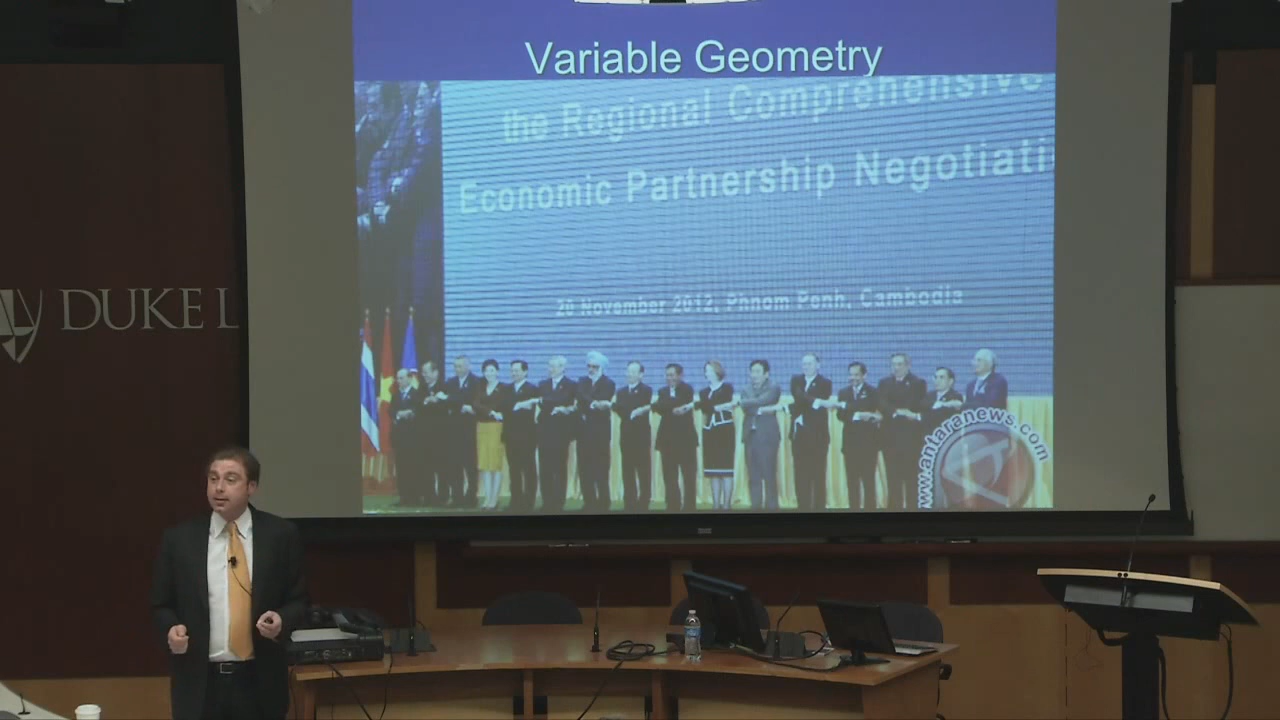 Variable Geometry
the Regional Comprehensive
Economic Partnership Negotiati
20 November 2012, Phnom Penh, Cambodia
DUKE L
www.antaranews.com